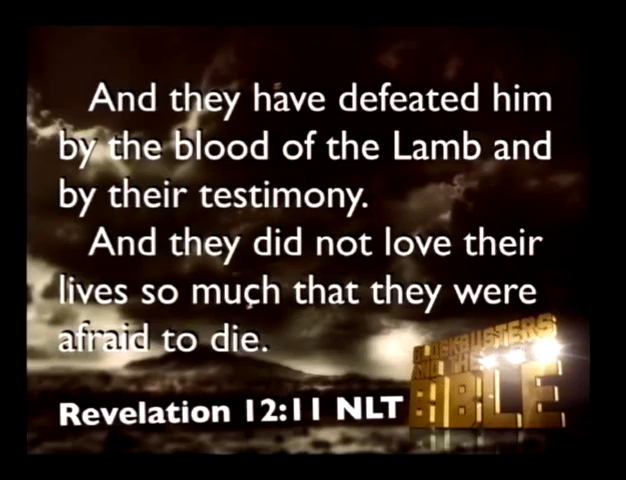 And they have defeated him
by the blood of the Lamb and
by their testimony.
And they did not love their
lives so much that they were
afraid to die.
Revelation 12:11 NLT
BLOCKBUSTERS
AND THE
BIBLE